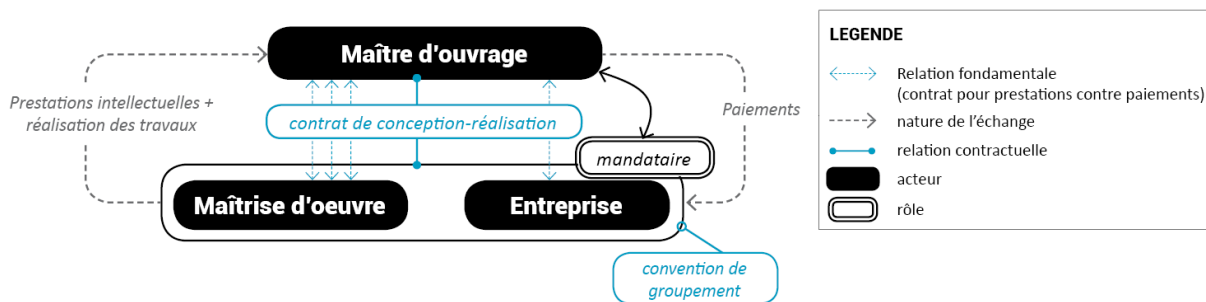 Maître d'ouvrage
Prestations intellectuelles +
réalisation des travaux
contrat de conception-réalisation
Paiements
mandataire
Maîtrise d'oeuvre
Entreprise
convention de
groupement
LEGENDE
Relation fondamentale
(contrat pour prestations contre paiements)
nature de l'échange
relation contractuelle
acteur
rôle